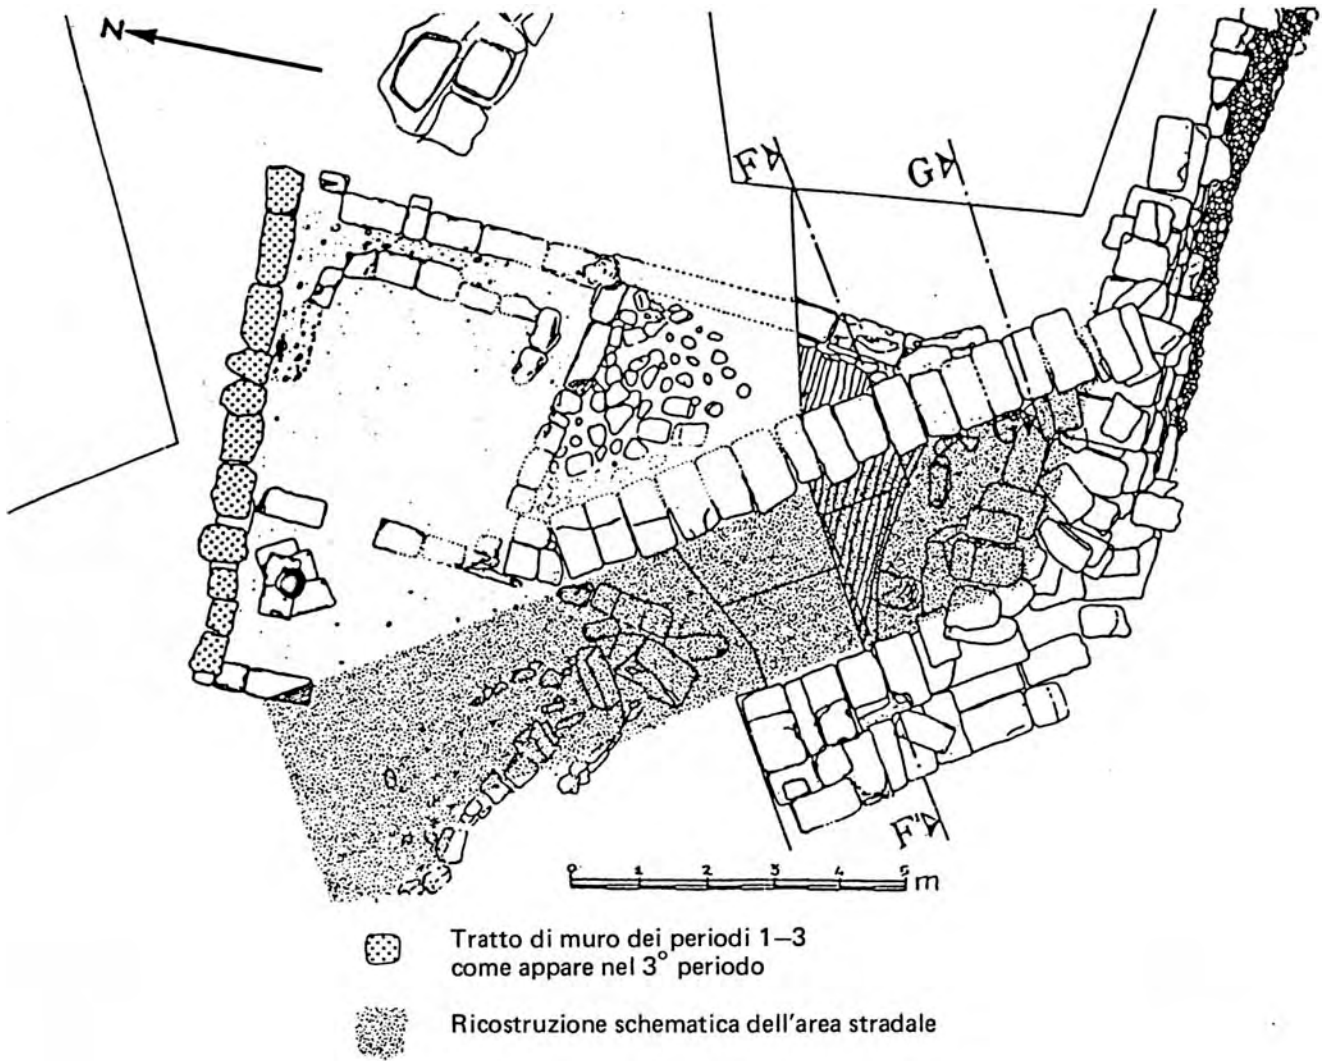 N
F G
F'
0 1 2 3 4 5 m
Tratto di muro dei periodi 1–3
come appare nel 3° periodo
Ricostruzione schematica dell'area stradale